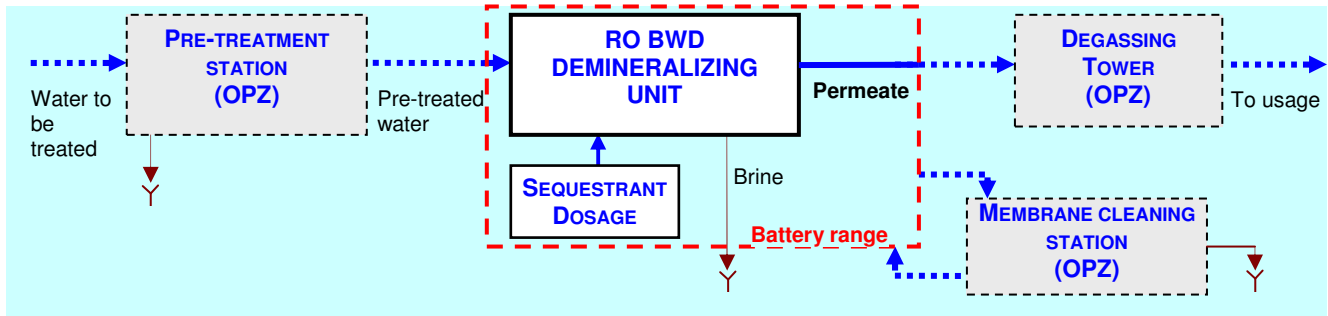 PRE-TREATMENT
STATION
(OPZ)
Water to
be
treated
Pre-treated
water
RO BWD
DEMINERALIZING
UNIT
Permeate
SEQUESTRANT
DOSAGE
Brine
Battery range
DEGASSING
TOWER
(OPZ)
To usage
MEMBRANE CLEANING
STATION
(OPZ)